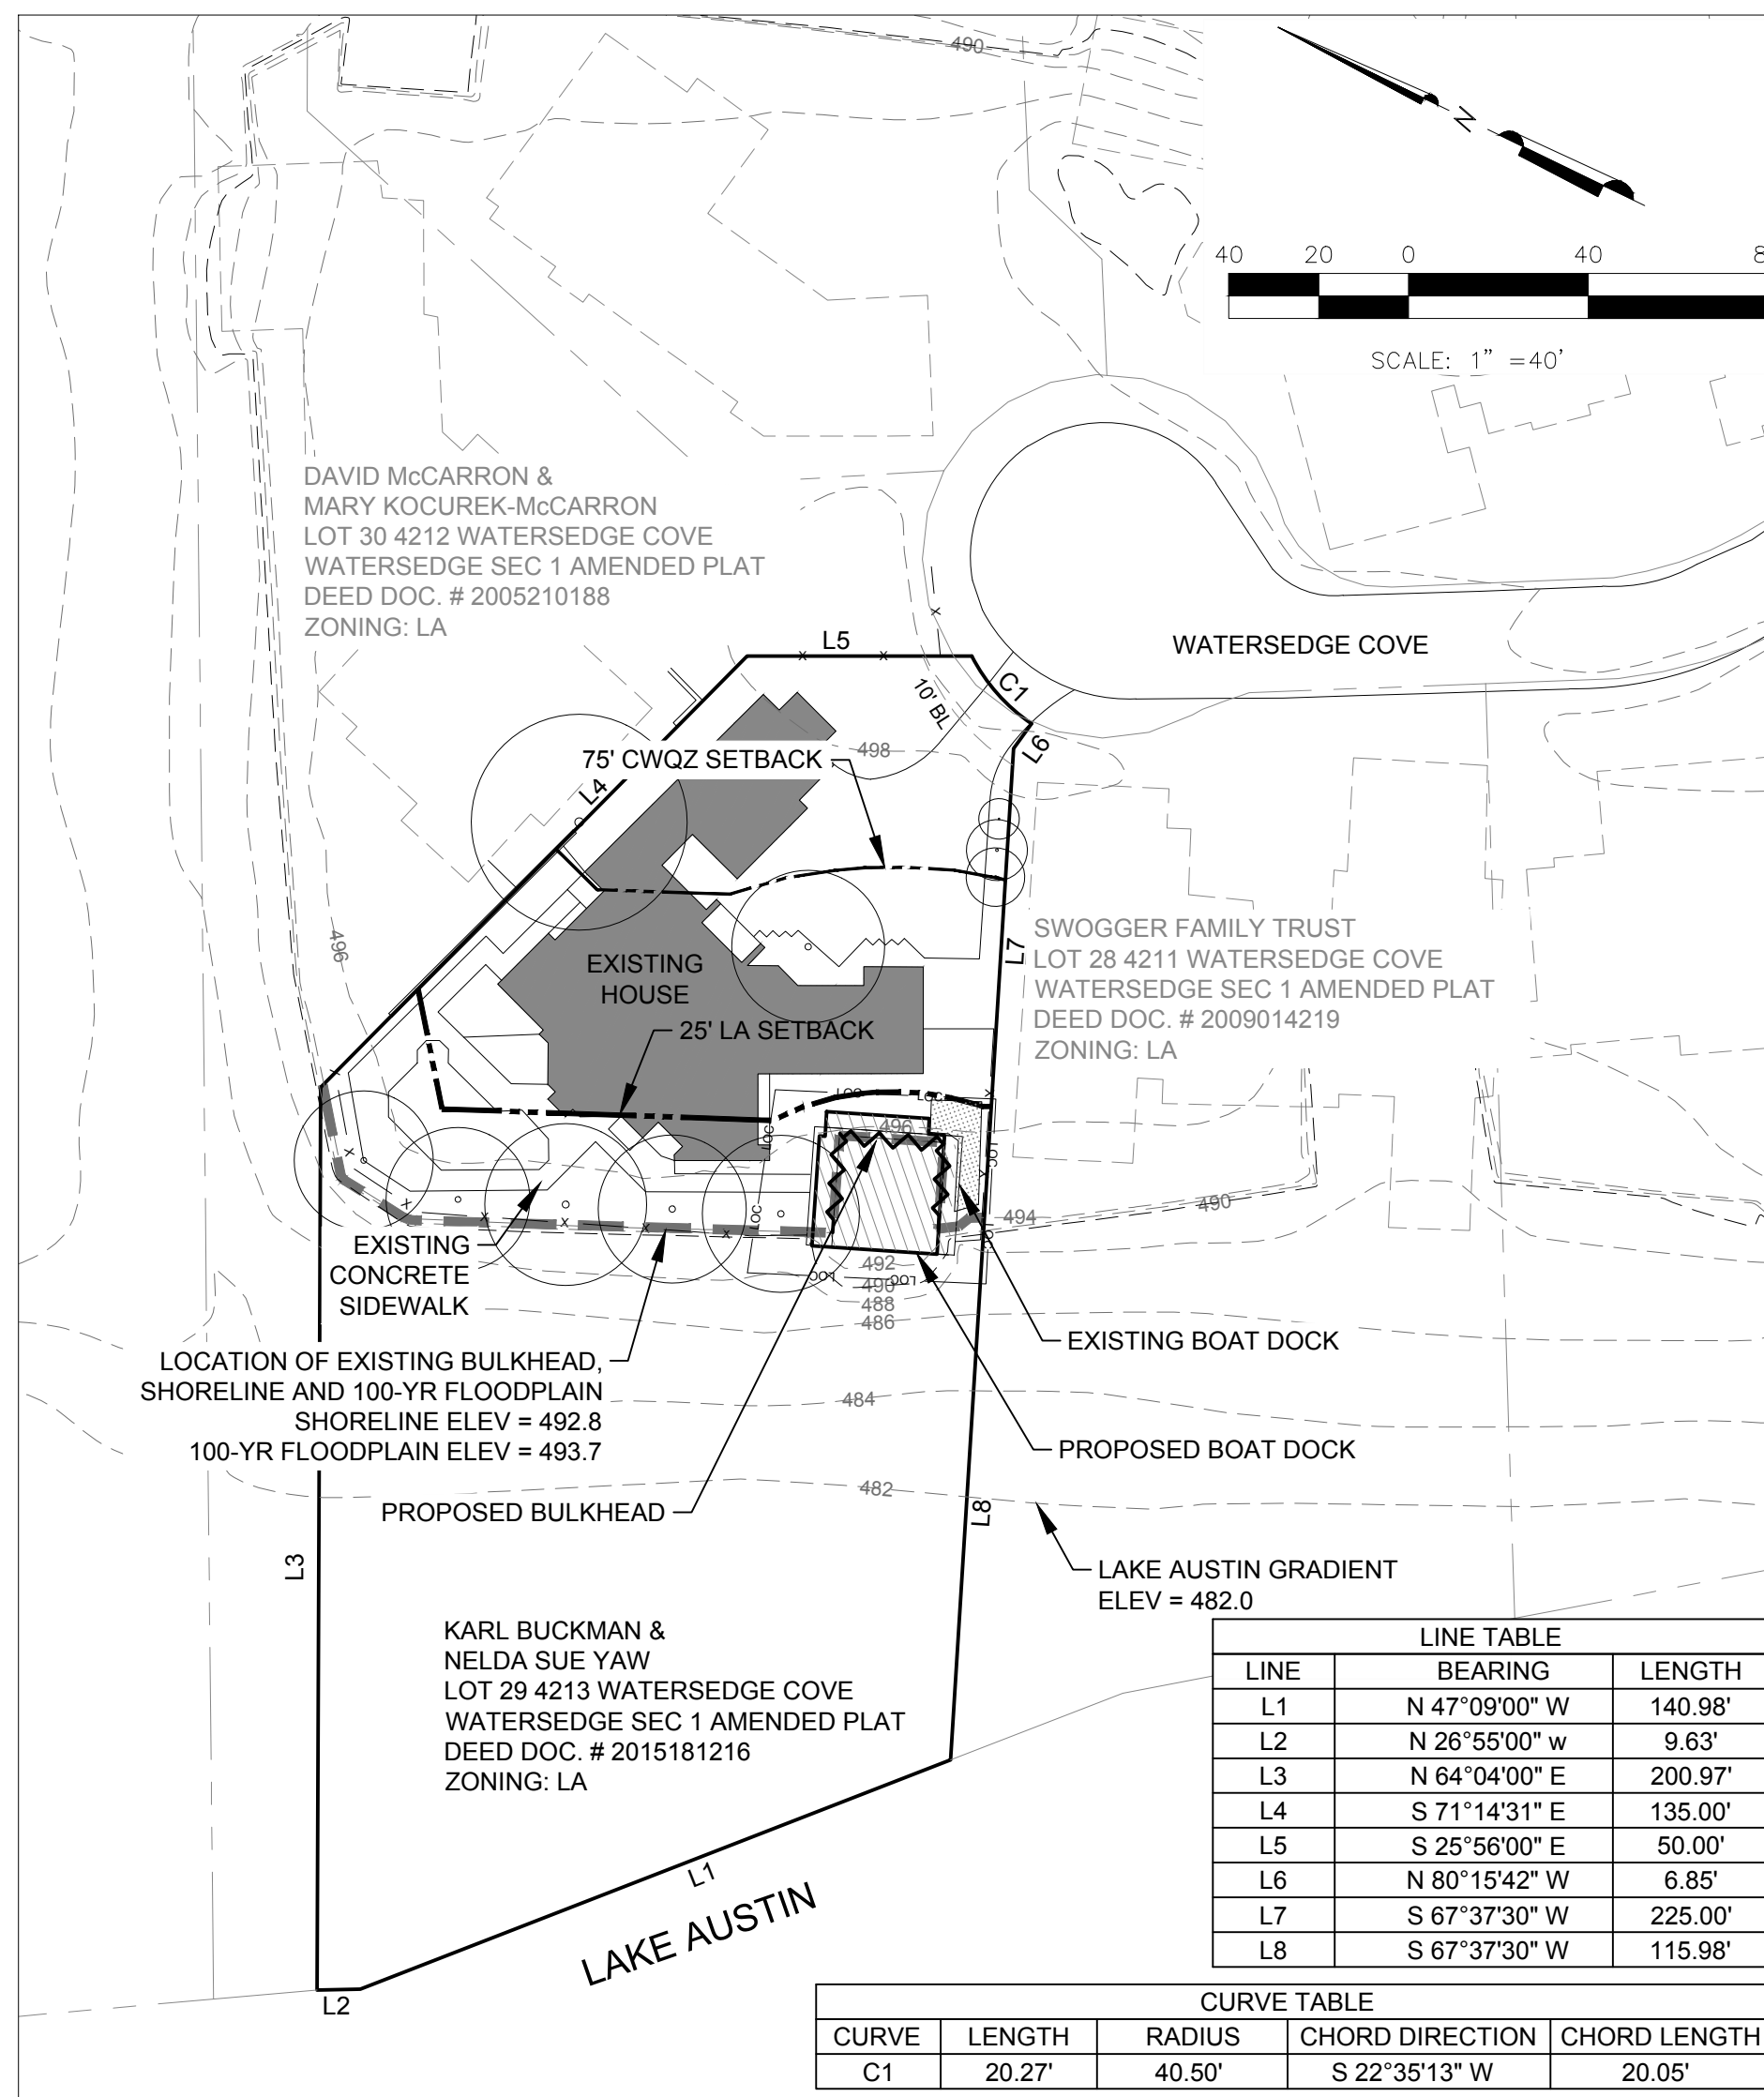 490
N
40 20 0 40 8
SCALE: 1" =40'
DAVID McCARRON &
MARY KOCUREK-McCARRON
LOT 30 4212 WATERSEDGE COVE
WATERSEDGE SEC 1 AMENDED PLAT
DEED DOC. # 2005210188
ZONING: LA
L5
WATERSEDGE COVE
C1
10' BL
L6
498
75' CWQZ SETBACK
L4
496
SWOGGER FAMILY TRUST
LOT 28 4211 WATERSEDGE COVE
WATERSEDGE SEC 1 AMENDED PLAT
DEED DOC. # 2009014219
ZONING: LA
L7
EXISTING
HOUSE
25' LA SETBACK
LOC
LOC
LOC
LOC
496
LOC
LOC
LOC
LOC
494
490
492
490
488
486
484
482
EXISTING
CONCRETE
SIDEWALK
EXISTING BOAT DOCK
LOCATION OF EXISTING BULKHEAD,
SHORELINE AND 100-YR FLOODPLAIN
SHORELINE ELEV = 492.8
100-YR FLOODPLAIN ELEV = 493.7
PROPOSED BOAT DOCK
PROPOSED BULKHEAD
L8
L3
LAKE AUSTIN GRADIENT
ELEV = 482.0
KARL BUCKMAN &
NELDA SUE YAW
LOT 29 4213 WATERSEDGE COVE
WATERSEDGE SEC 1 AMENDED PLAT
DEED DOC. # 2015181216
ZONING: LA
L1
LAKE AUSTIN
L2
LINE TABLE
LINE BEARING LENGTH
L1 N 47°09'00" W 140.98'
L2 N 26°55'00" w 9.63'
L3 N 64°04'00" E 200.97'
L4 S 71°14'31" E 135.00'
L5 S 25°56'00" E 50.00'
L6 N 80°15'42" W 6.85'
L7 S 67°37'30" W 225.00'
L8 S 67°37'30" W 115.98'
CURVE TABLE
CURVE LENGTH RADIUS CHORD DIRECTION CHORD LENGTH
C1 20.27' 40.50' S 22°35'13" W 20.05'